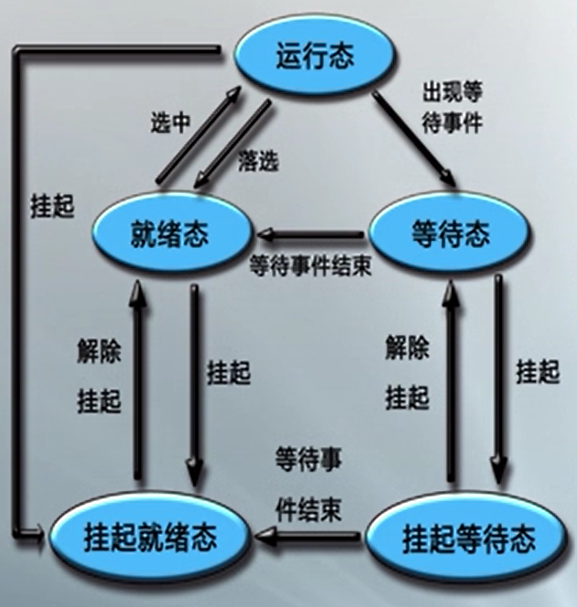 运行态
出现等
待事件
选中
落选
挂起
就绪态
等待态
等待事件结束
解除
挂起
挂起
解除
挂起
挂起
等待事
件结束
挂起就绪态
挂起等待态